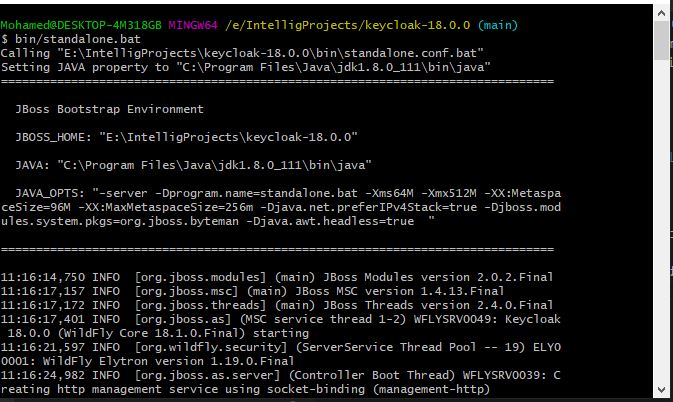 Mohamed@DESKTOP-4M318GB MINGW64 /e/IntelligProjects/keycloak-18.0.0 (main)
$ bin/standalone.bat
Calling "E:\IntelligProjects\keycloak-18.0.0\bin\standalone.conf.bat"
Setting JAVA property to "C:\Program Files\Java\jdk1.8.0_111\bin\java"
===============================================================================
JBoss Bootstrap Environment
JBOSS_HOME: "E:\IntelligProjects\keycloak-18.0.0"
JAVA: "C:\Program Files\Java\jdk1.8.0_111\bin\java"
JAVA_OPTS: "-server -Dprogram.name=standalone.bat -Xms64M -Xmx512M -XX:Metaspa
ceSize=96M -XX:MaxMetaspaceSize=256m -Djava.net.preferIPv4Stack=true -Djboss.mod
ules.system.pkgs=org.jboss.byteman -Djava.awt.headless=true  "
===============================================================================
11:16:14,750 INFO  [org.jboss.modules] (main) JBoss Modules version 2.0.2.Final
11:16:17,157 INFO  [org.jboss.msc] (main) JBoss MSC version 1.4.13.Final
11:16:17,172 INFO  [org.jboss.threads] (main) JBoss Threads version 2.4.0.Final
11:16:17,401 INFO  [org.jboss.as] (MSC service thread 1-2) WFLYSRV0049: Keycloak
 18.0.0 (WildFly Core 18.1.0.Final) starting
11:16:21,597 INFO  [org.wildfly.security] (ServerService Thread Pool -- 19) ELY0
0001: WildFly Elytron version 1.19.0.Final
11:16:24,982 INFO  [org.jboss.as.server] (Controller Boot Thread) WFLYSRV0039: C
reating http management service using socket-binding (management-http)